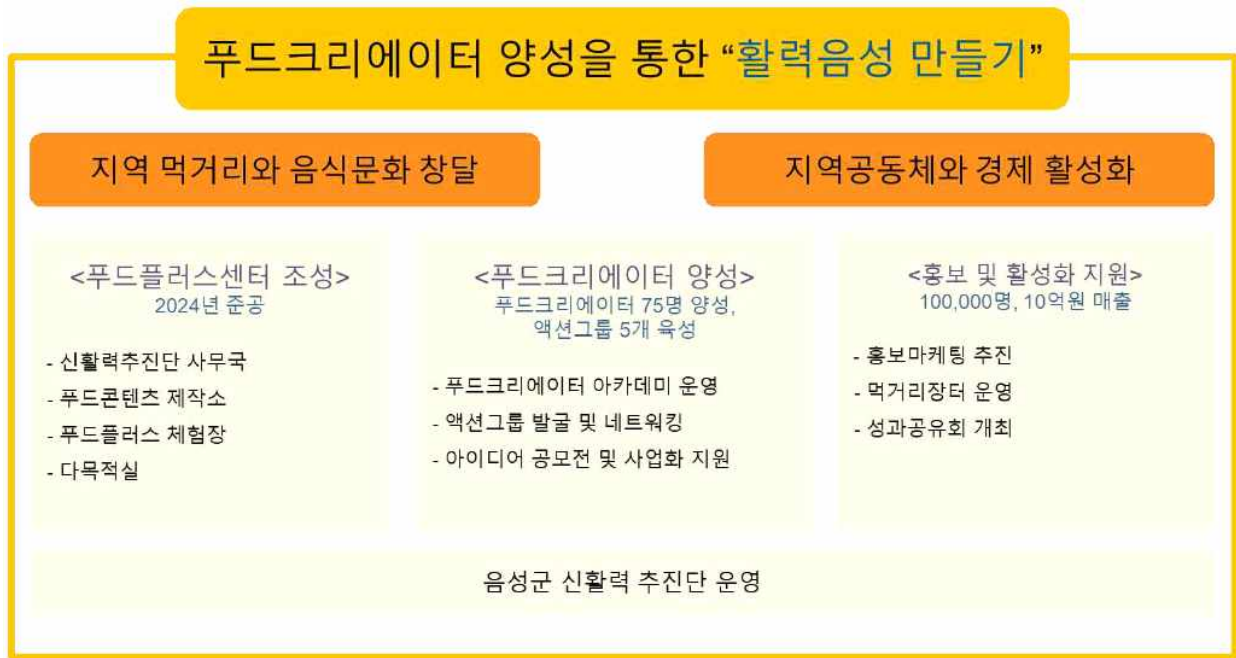 푸드크리에이터 양성을 통한 “활력음성 만들기”
지역 먹거리와 음식문화 창달
지역공동체와 경제 활성화
<푸드플러스센터 조성>
2024년 준공
- 신활력추진단 사무국
- 푸드콘텐츠 제작소
- 푸드플러스 체험장
- 다목적실
<푸드크리에이터 양성>
푸드크리에이터 75명 양성,
액션그룹 5개 육성
- 푸드크리에이터 아카데미 운영
- 액션그룹 발굴 및 네트워킹
- 아이디어 공모전 및 사업화 지원
<홍보 및 활성화 지원>
100,000명, 10억원 매출
- 홍보마케팅 추진
- 먹거리장터 운영
- 성과공유회 개최
음성군 신활력 추진단 운영